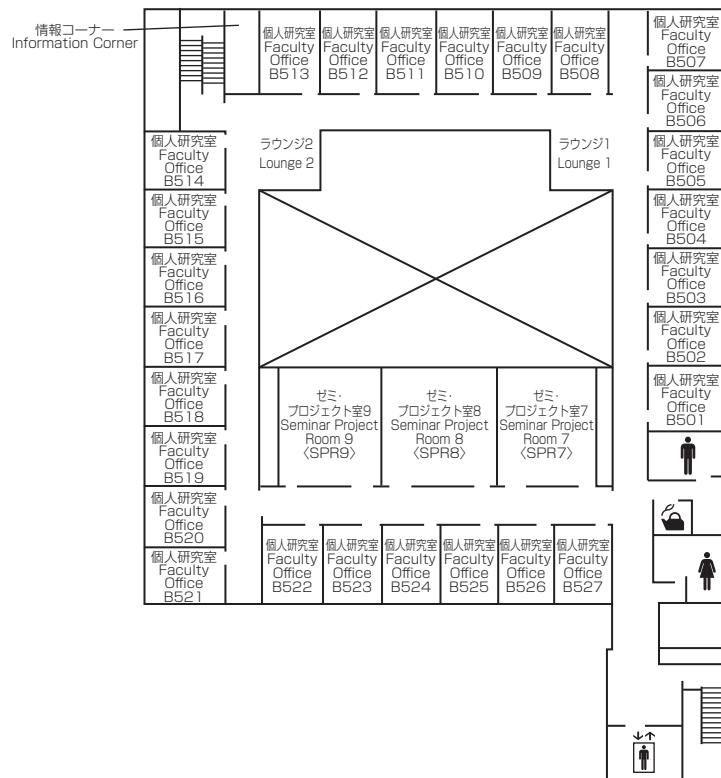 情報コーナー
Information Corner
個人研究室
Faculty
Office
B513
個人研究室
Faculty
Office
B512
個人研究室
Faculty
Office
B511
個人研究室
Faculty
Office
B510
個人研究室
Faculty
Office
B509
個人研究室
Faculty
Office
B508
個人研究室
Faculty
Office
B507
個人研究室
Faculty
Office
B506
個人研究室
Faculty
Office
B505
個人研究室
Faculty
Office
B504
個人研究室
Faculty
Office
B503
個人研究室
Faculty
Office
B502
個人研究室
Faculty
Office
B501
ラウンジ2
Lounge 2
ラウンジ1
Lounge 1
個人研究室
Faculty
Office
B514
個人研究室
Faculty
Office
B515
個人研究室
Faculty
Office
B516
個人研究室
Faculty
Office
B517
個人研究室
Faculty
Office
B518
個人研究室
Faculty
Office
B519
個人研究室
Faculty
Office
B520
個人研究室
Faculty
Office
B521
ゼミ・
プロジェクト室9
Seminar Project
Room 9
〈SPR9〉
ゼミ・
プロジェクト室8
Seminar Project
Room 8
〈SPR8〉
ゼミ・
プロジェクト室7
Seminar Project
Room 7
〈SPR7〉
個人研究室
Faculty
Office
B522
個人研究室
Faculty
Office
B523
個人研究室
Faculty
Office
B524
個人研究室
Faculty
Office
B525
個人研究室
Faculty
Office
B526
個人研究室
Faculty
Office
B527